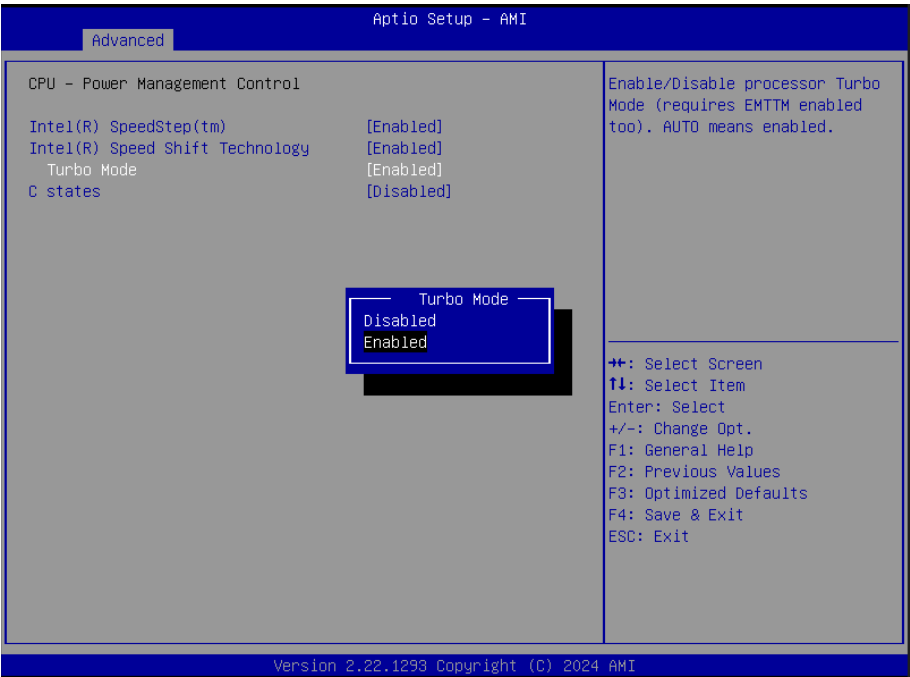 Aptio Setup – AMI
Advanced
CPU – Power Management Control
Intel(R) SpeedStep(tm) [Enabled]
Intel(R) Speed Shift Technology [Enabled]
Turbo Mode [Enabled]
C states [Disabled]
Turbo Mode
Disabled
Enabled
Enable/Disable processor Turbo
Mode (requires EMTTM enabled
too). AUTO means enabled.
→←: Select Screen
↑↓: Select Item
Enter: Select
+/–: Change Opt.
F1: General Help
F2: Previous Values
F3: Optimized Defaults
F4: Save & Exit
ESC: Exit
Version 2.22.1293 Copyright (C) 2024 AMI